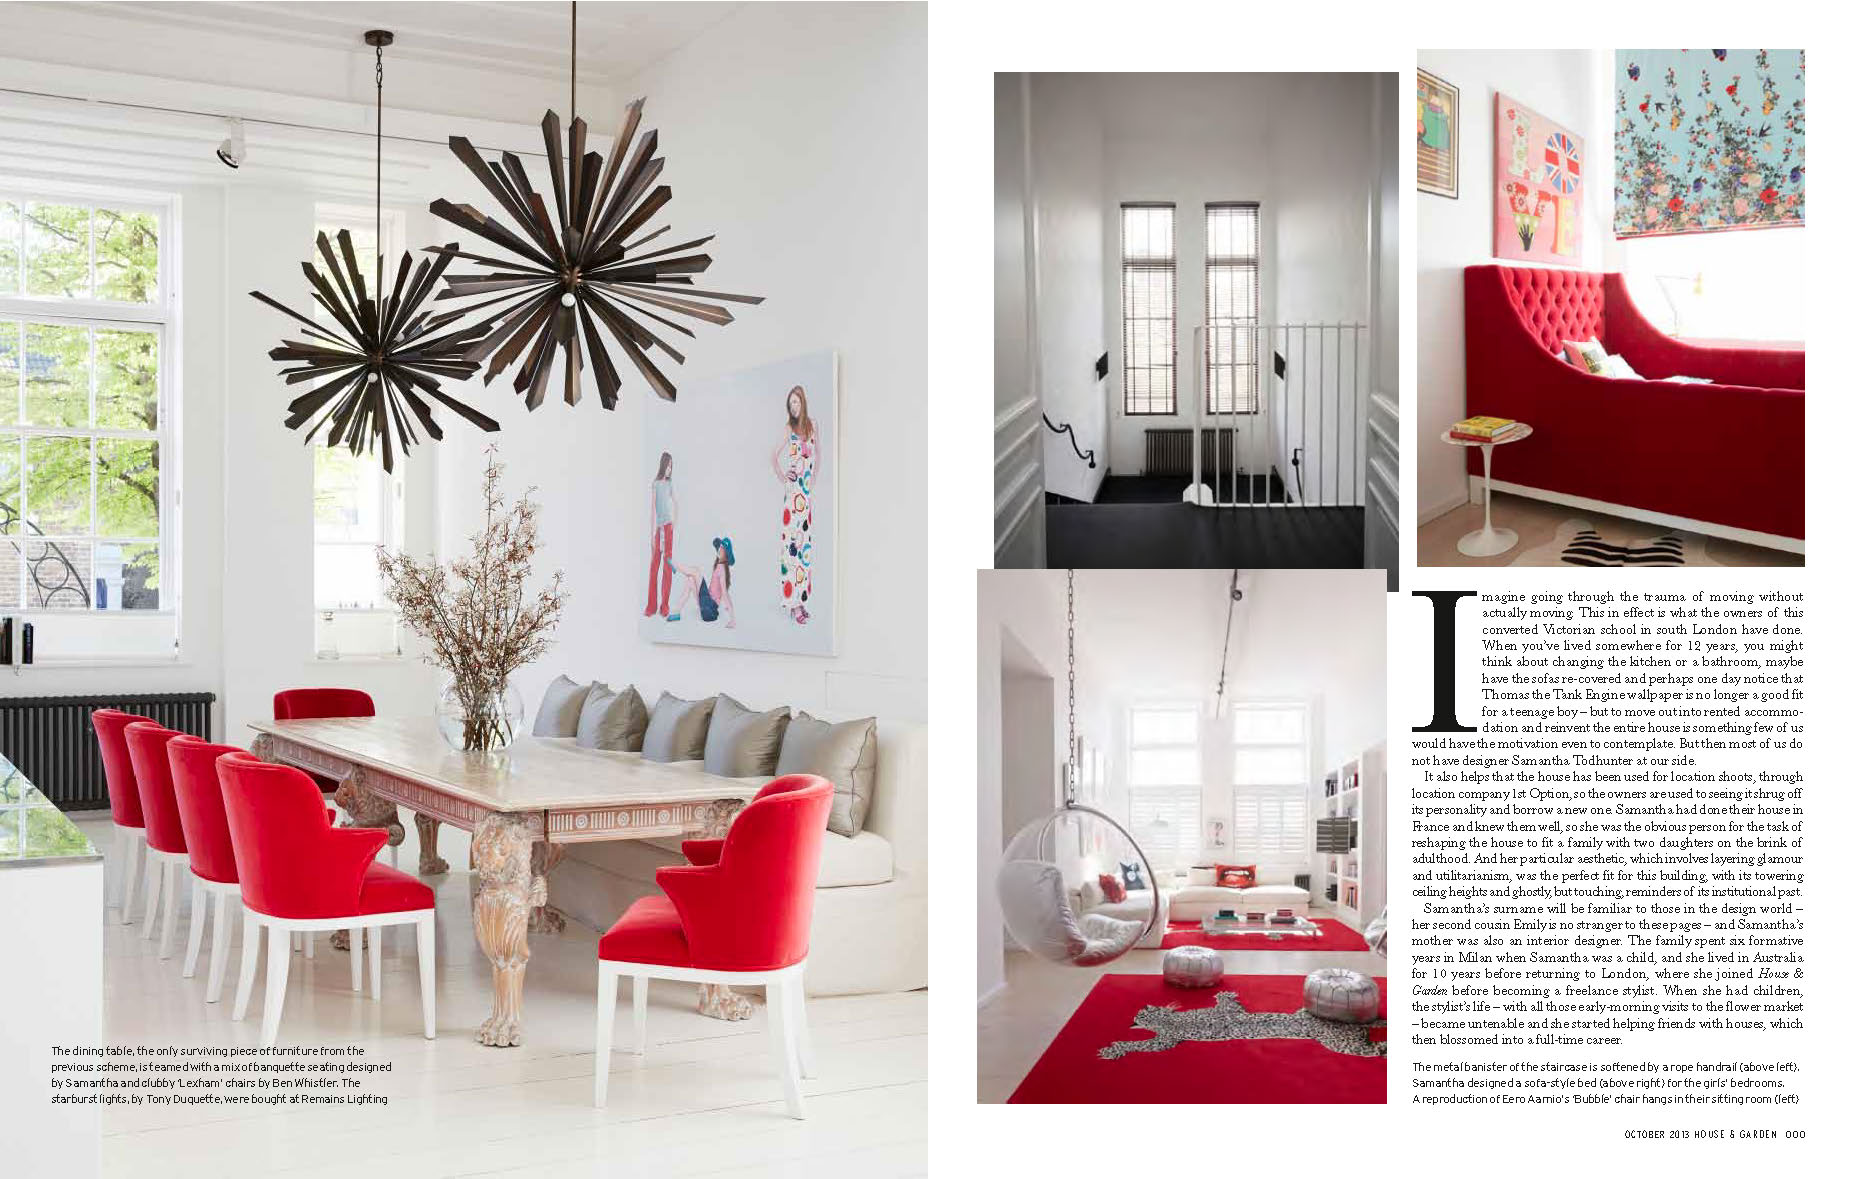 LOVE
The dining table, the only surviving piece of furniture from the
previous scheme, is teamed with a mix of banquette seating designed
by Samantha and clubby ‘Lexham’ chairs by Ben Whistler. The
starburst lights, by Tony Duquette, were bought at Remains Lighting
Imagine going through the trauma of moving without
actually moving. This in effect is what the owners of this
converted Victorian school in south London have done.
When you’ve lived somewhere for 12 years, you might
think about changing the kitchen or a bathroom, maybe
have the sofas re-covered and perhaps one day notice that
Thomas the Tank Engine wallpaper is no longer a good fit
for a teenage boy – but to move out into rented accommo-
dation and reinvent the entire house is something few of us
would have the motivation even to contemplate. But then most of us do
not have designer Samantha Todhunter at our side.
It also helps that the house has been used for location shoots, through
location company 1st Option, so the owners are used to seeing it shrug off
its personality and borrow a new one. Samantha had done their house in
France and knew them well, so she was the obvious person for the task of
reshaping the house to fit a family with two daughters on the brink of
adulthood. And her particular aesthetic, which involves layering glamour
and utilitarianism, was the perfect fit for this building, with its towering
ceiling heights and ghostly, but touching, reminders of its institutional past.
Samantha’s surname will be familiar to those in the design world –
her second cousin Emily is no stranger to these pages – and Samantha’s
mother was also an interior designer. The family spent six formative
years in Milan when Samantha was a child, and she lived in Australia
for 10 years before returning to London, where she joined House &
Garden before becoming a freelance stylist. When she had children,
the stylist’s life – with all those early-morning visits to the flower market
– became untenable and she started helping friends with houses, which
then blossomed into a full-time career.
The metal banister of the staircase is softened by a rope handrail (above left).
Samantha designed a sofa-style bed (above right) for the girls’ bedrooms.
A reproduction of Eero Aarnio’s ‘Bubble’ chair hangs in their sitting room (left)
OCTOBER 2013 HOUSE & GARDEN 000